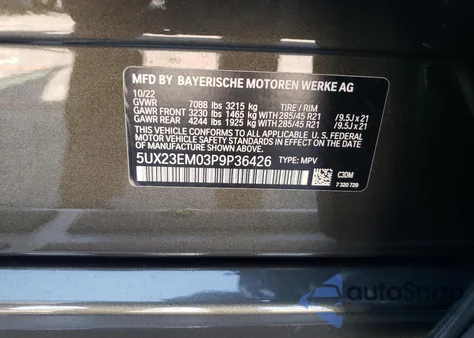 MFD BY BAYERISCHE MOTOREN WERKE AG
10/22
GVWR 7088 lbs 3215 kg TIRE / RIM
GAWR FRONT 3230 lbs 1465 kg WITH 285/45 R21 / 9.5J x 21
GAWR REAR 4244 lbs 1925 kg WITH 285/45 R21 / 9.5J x 21
THIS VEHICLE CONFORMS TO ALL APPLICABLE U. S. FEDERAL
MOTOR VEHICLE SAFETY STANDARDS IN EFFECT ON THE DATE
OF MANUFACTURE SHOWN ABOVE.
5UX23EM03P9P36426 TYPE: MPV
C3DM
7 320 729
autoSnap